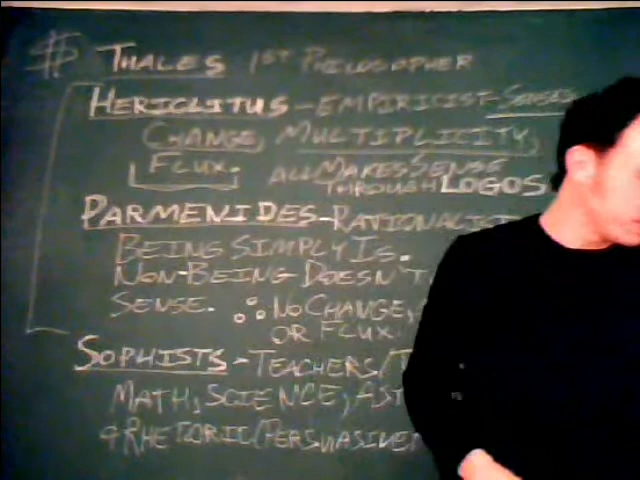 $ THALES 1ST PHILOSOPHER
HERICLITUS - EMPIRICIST - SENSES
CHANGE, MULTIPLICITY,
FLUX. ALL MAKES SENSE
THROUGH LOGOS
PARMENIDES - RATIONALIST
BEING SIMPLY IS.
NON-BEING DOESN'T
SENSE. ∴ NO CHANGE,
OR FLUX.
SOPHISTS - TEACHERS/
MATH, SCIENCE, AST
& RHETORIC (PERSUASIVE